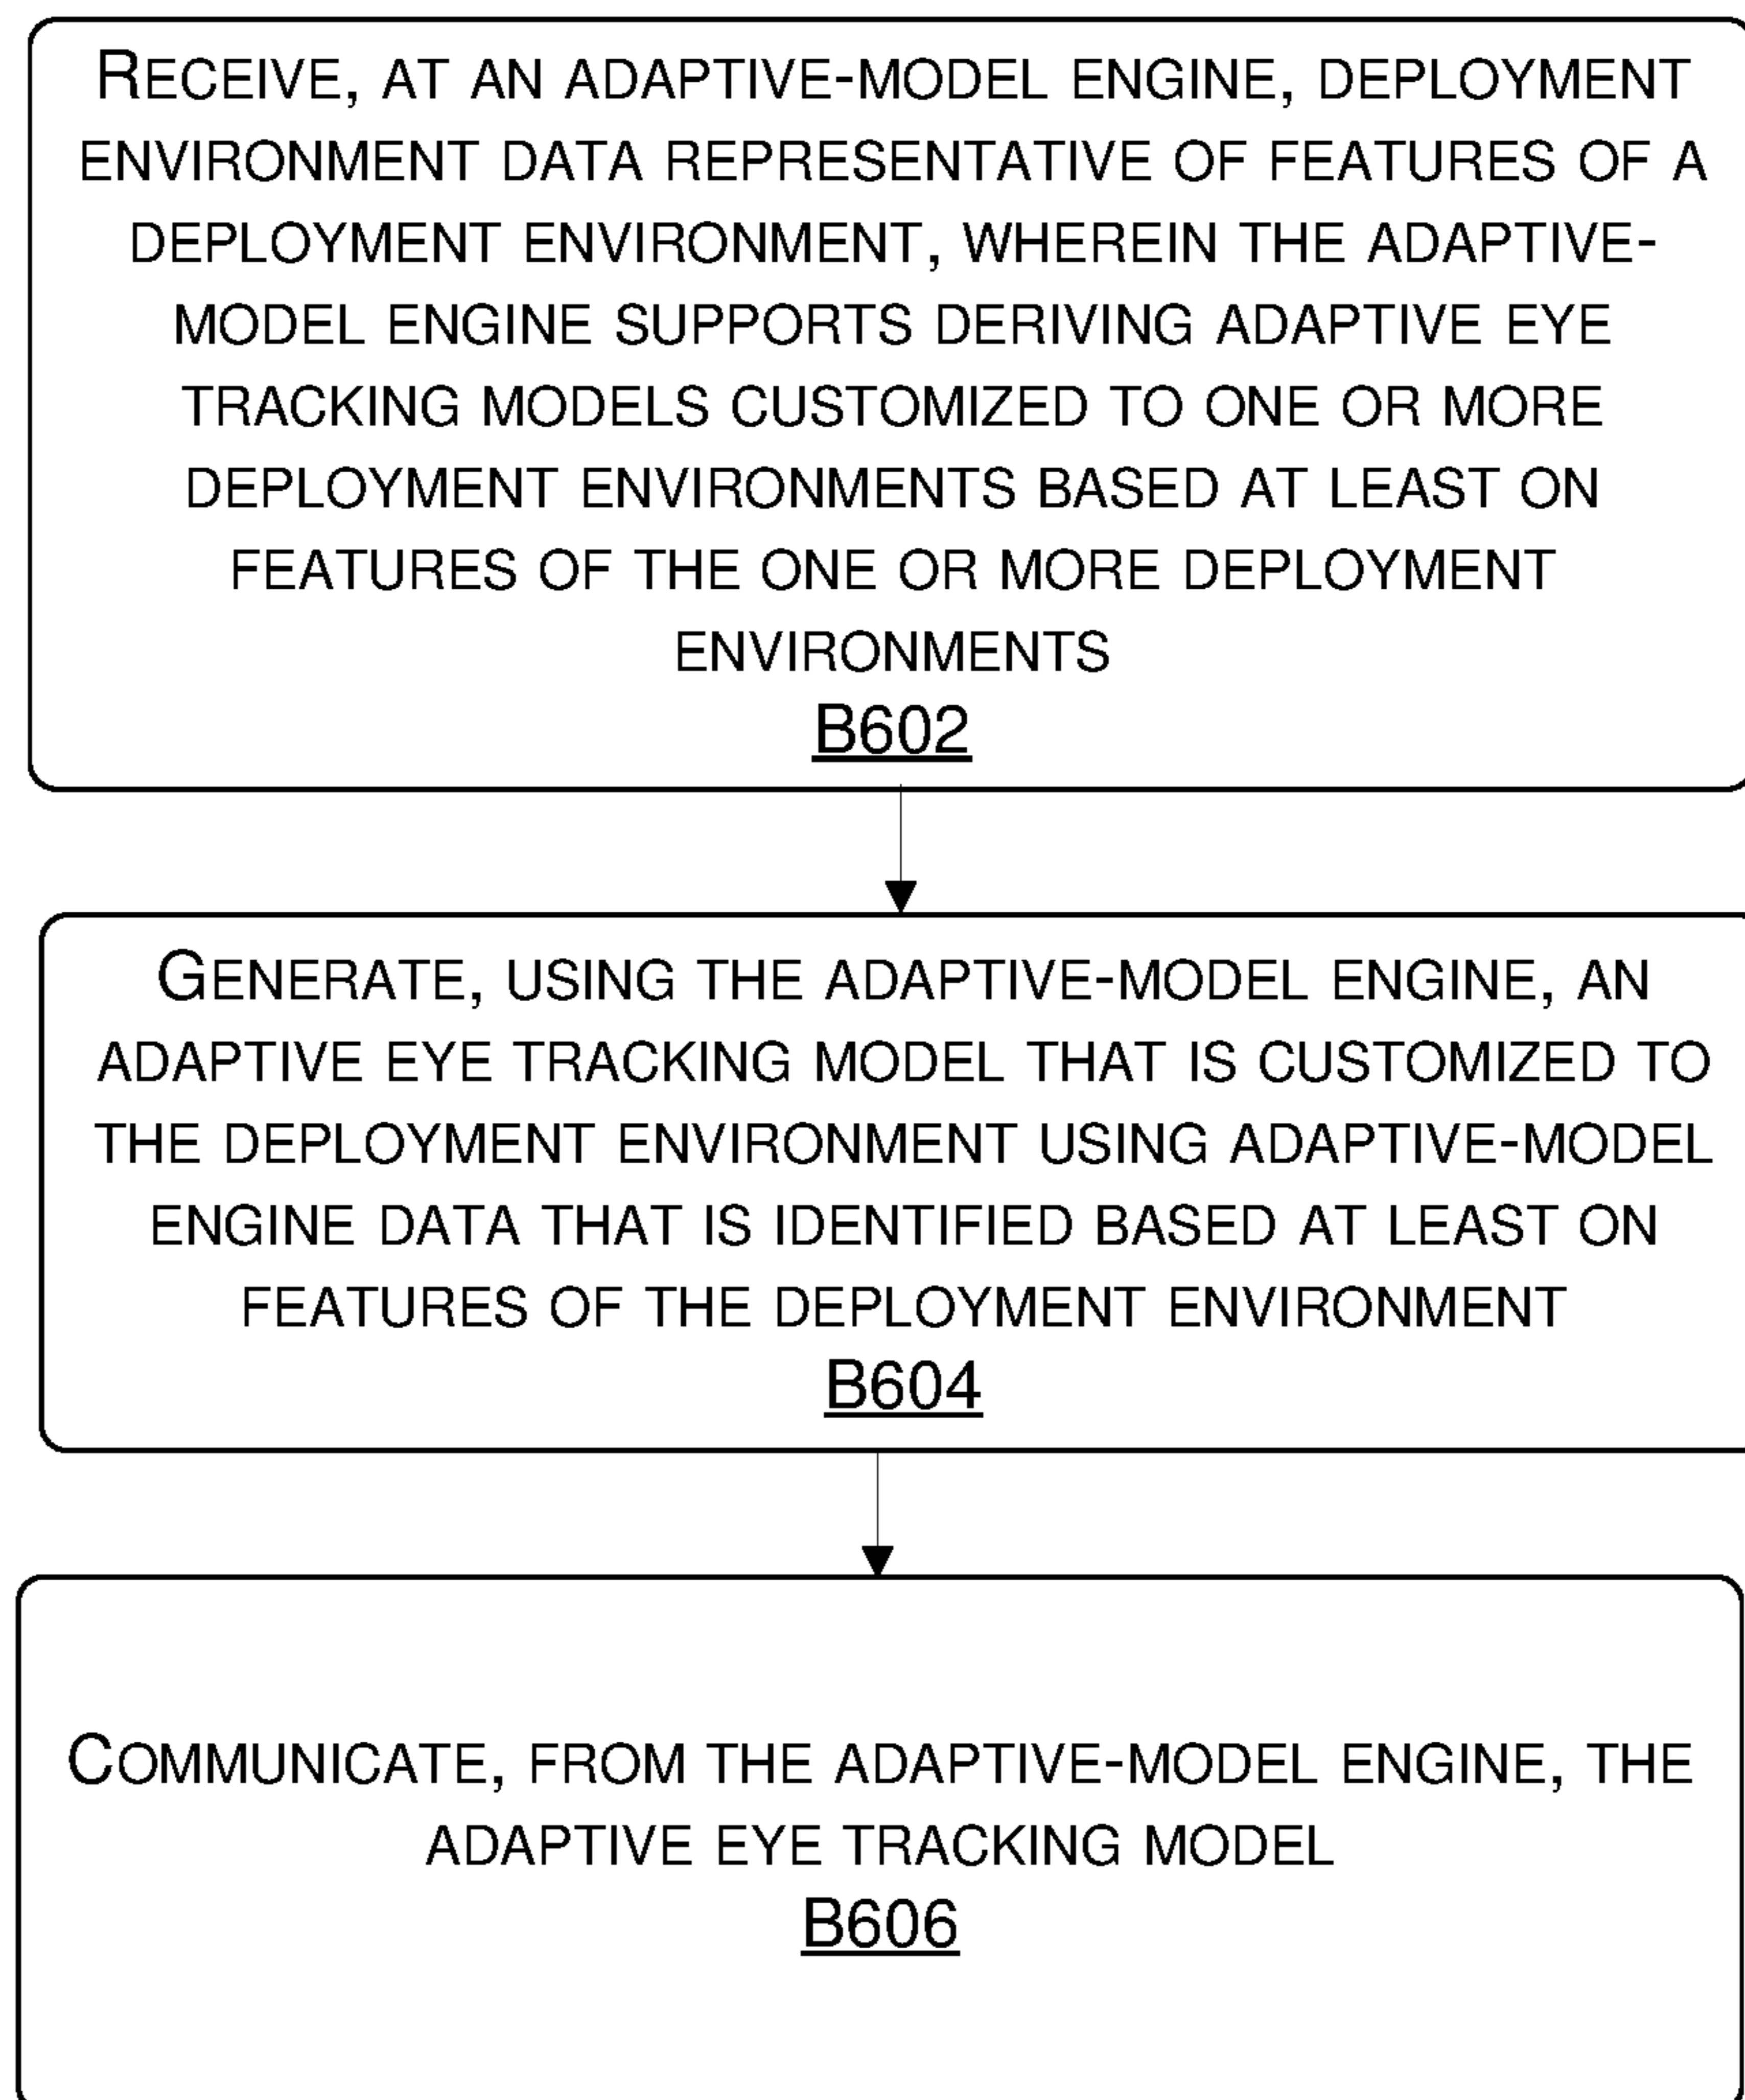 RECEIVE, AT AN ADAPTIVE-MODEL ENGINE, DEPLOYMENT
ENVIRONMENT DATA REPRESENTATIVE OF FEATURES OF A
DEPLOYMENT ENVIRONMENT, WHEREIN THE ADAPTIVE-
MODEL ENGINE SUPPORTS DERIVING ADAPTIVE EYE
TRACKING MODELS CUSTOMIZED TO ONE OR MORE
DEPLOYMENT ENVIRONMENTS BASED AT LEAST ON
FEATURES OF THE ONE OR MORE DEPLOYMENT
ENVIRONMENTS
B602
GENERATE, USING THE ADAPTIVE-MODEL ENGINE, AN
ADAPTIVE EYE TRACKING MODEL THAT IS CUSTOMIZED TO
THE DEPLOYMENT ENVIRONMENT USING ADAPTIVE-MODEL
ENGINE DATA THAT IS IDENTIFIED BASED AT LEAST ON
FEATURES OF THE DEPLOYMENT ENVIRONMENT
B604
COMMUNICATE, FROM THE ADAPTIVE-MODEL ENGINE, THE
ADAPTIVE EYE TRACKING MODEL
B606